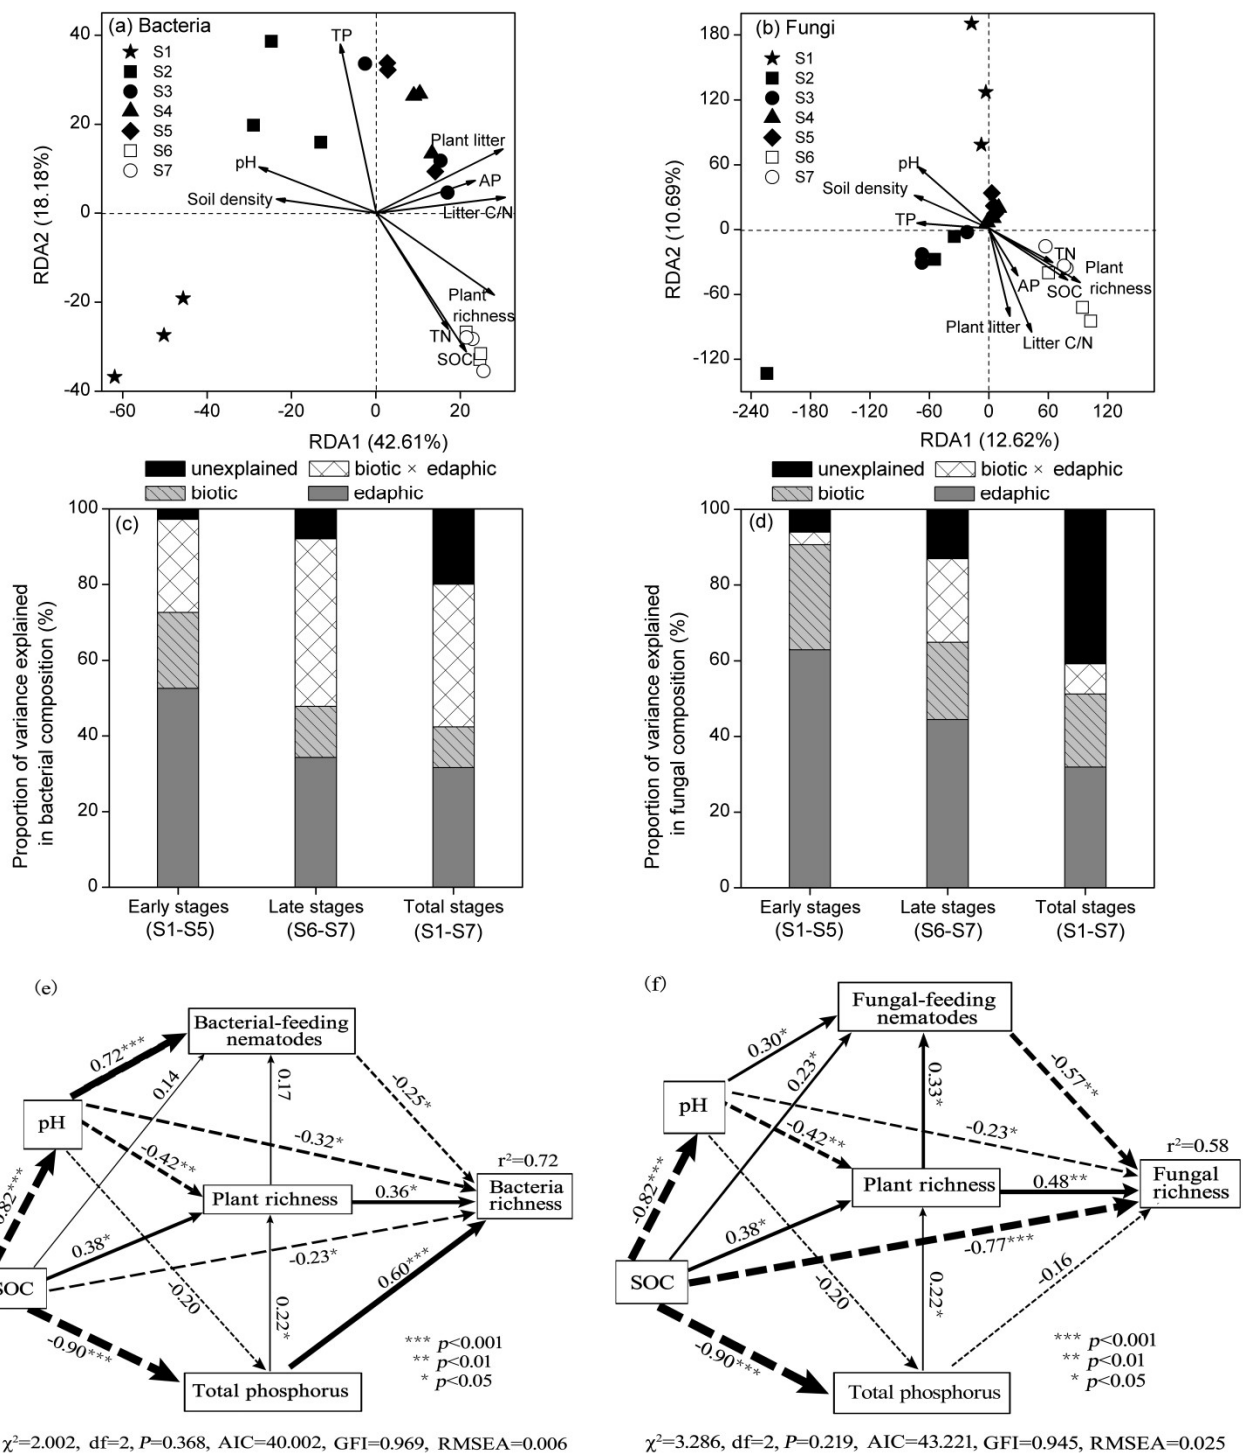 (a) Bacteria
S1
S2
S3
S4
S5
S6
S7
TP
Plant litter
pH
AP
Soil density
Litter C/N
Plant
richness
TN
SOC
40
20
0
-20
-40
-60
-40
-20
0
20
RDA2 (18.18%)
RDA1 (42.61%)
(b) Fungi
S1
S2
S3
S4
S5
S6
S7
pH
Soil density
TP
TN
Plant
richness
AP
SOC
Plant litter
Litter C/N
180
120
60
0
-60
-120
-240
-180
-120
-60
0
60
120
RDA2 (10.69%)
RDA1 (12.62%)
unexplained
biotic × edaphic
biotic
edaphic
(c)
100
80
60
40
20
0
Proportion of variance explained
in bacterial composition (%)
Early stages
(S1-S5)
Late stages
(S6-S7)
Total stages
(S1-S7)
unexplained
biotic × edaphic
biotic
edaphic
(d)
100
80
60
40
20
0
Proportion of variance explained
in fungal composition (%)
Early stages
(S1-S5)
Late stages
(S6-S7)
Total stages
(S1-S7)
(e)
Bacterial-feeding
nematodes
0.72***
0.14
0.17
-0.25*
pH
-0.32*
-0.42**
r²=0.72
Plant richness
0.36*
Bacteria
richness
0.82***
0.38*
-0.23*
0.60***
SOC
-0.20
0.22*
-0.90***
Total phosphorus
*** p<0.001
** p<0.01
* p<0.05
χ²=2.002, df=2, P=0.368, AIC=40.002, GFI=0.969, RMSEA=0.006
(f)
Fungal-feeding
nematodes
0.30*
0.23*
0.33*
-0.57**
pH
-0.23*
-0.42**
r²=0.58
Plant richness
0.48**
Fungal
richness
-0.82***
0.38*
-0.77***
SOC
-0.20
0.22*
-0.16
-0.90***
Total phosphorus
*** p<0.001
** p<0.01
* p<0.05
χ²=3.286, df=2, P=0.219, AIC=43.221, GFI=0.945, RMSEA=0.025